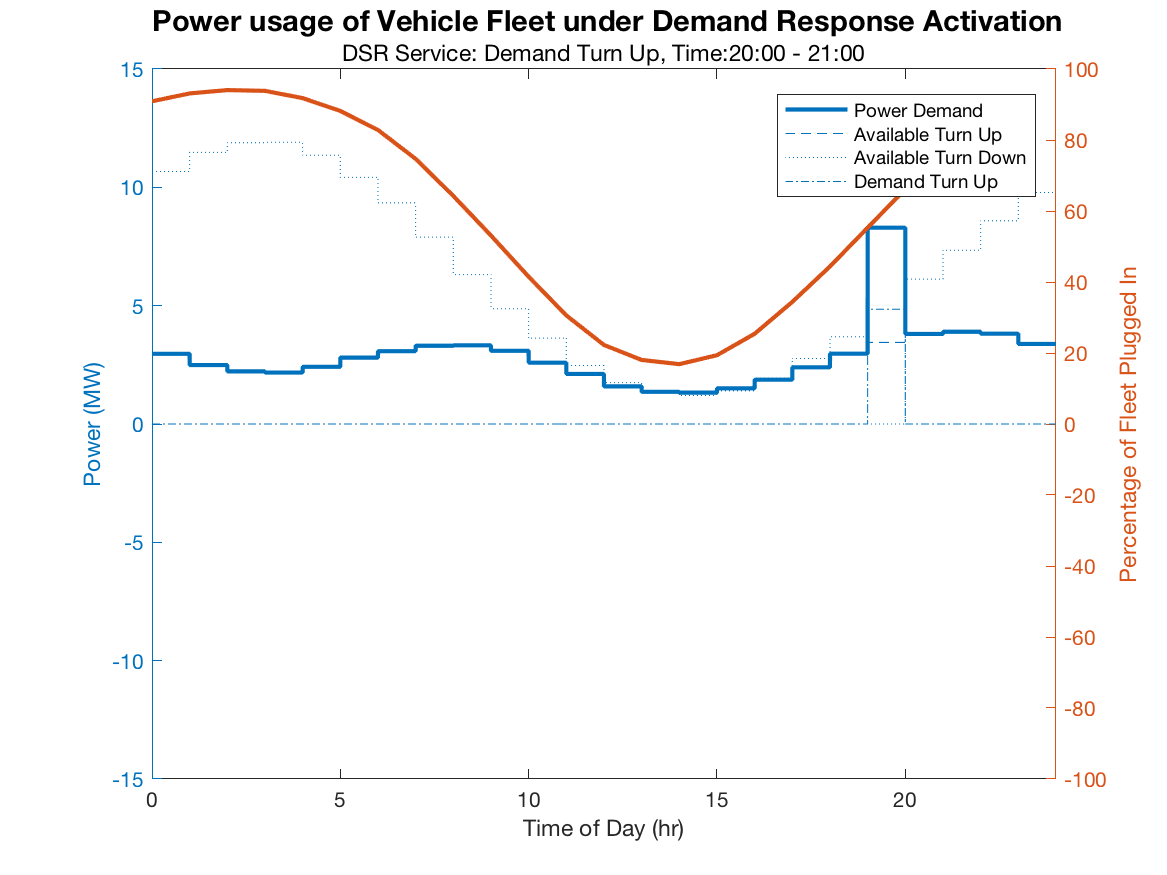 Power usage of Vehicle Fleet under Demand Response Activation
DSR Service: Demand Turn Up, Time:20:00 - 21:00
Power Demand
Available Turn Up
Available Turn Down
Demand Turn Up
15
10
5
0
-5
-10
-15
Power (MW)
100
80
60
40
20
0
-20
-40
-60
-80
-100
Percentage of Fleet Plugged In
0 5 10 15 20
Time of Day (hr)